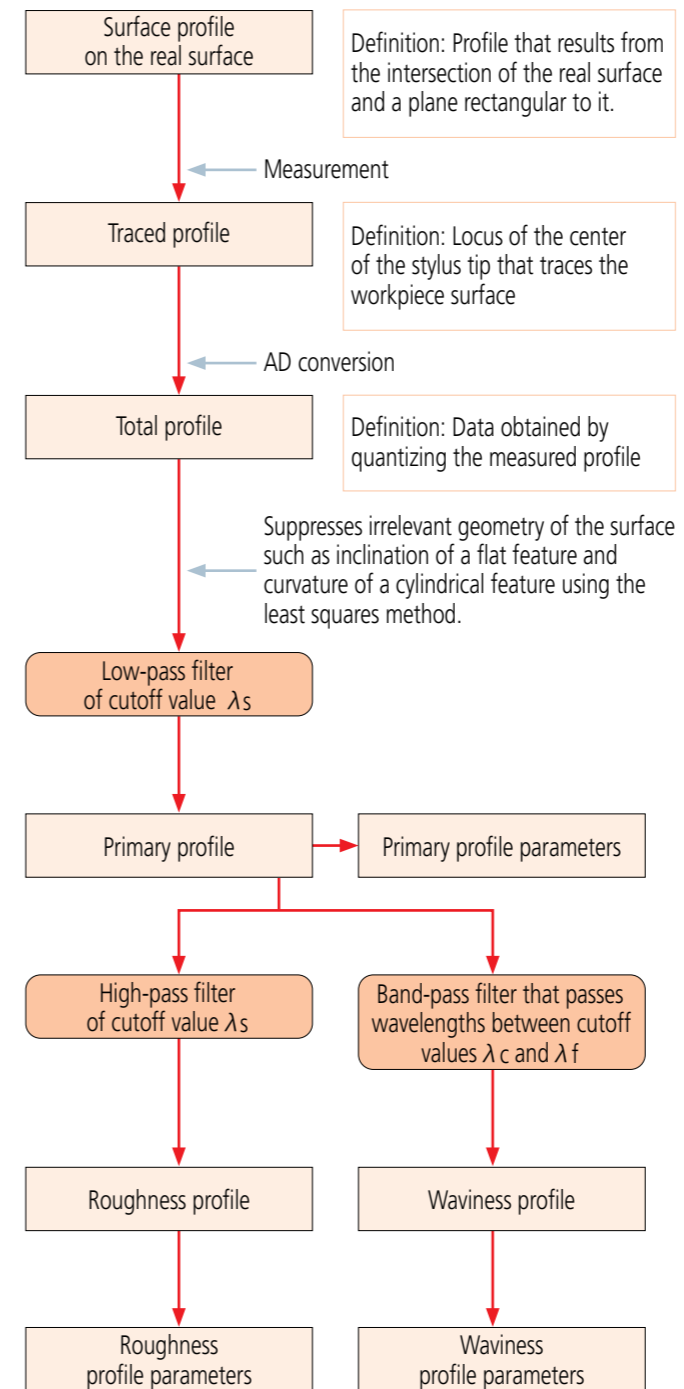 Surface profile
on the real surface
Definition: Profile that results from
the intersection of the real surface
and a plane rectangular to it.
Measurement
Traced profile
Definition: Locus of the center
of the stylus tip that traces the
workpiece surface
AD conversion
Total profile
Definition: Data obtained by
quantizing the measured profile
Suppresses irrelevant geometry of the surface
such as inclination of a flat feature and
curvature of a cylindrical feature using the
least squares method.
Low-pass filter
of cutoff value λs
Primary profile
Primary profile parameters
High-pass filter
of cutoff value λs
Band-pass filter that passes
wavelengths between cutoff
values λc and λf
Roughness profile
Waviness profile
Roughness
profile parameters
Waviness
profile parameters